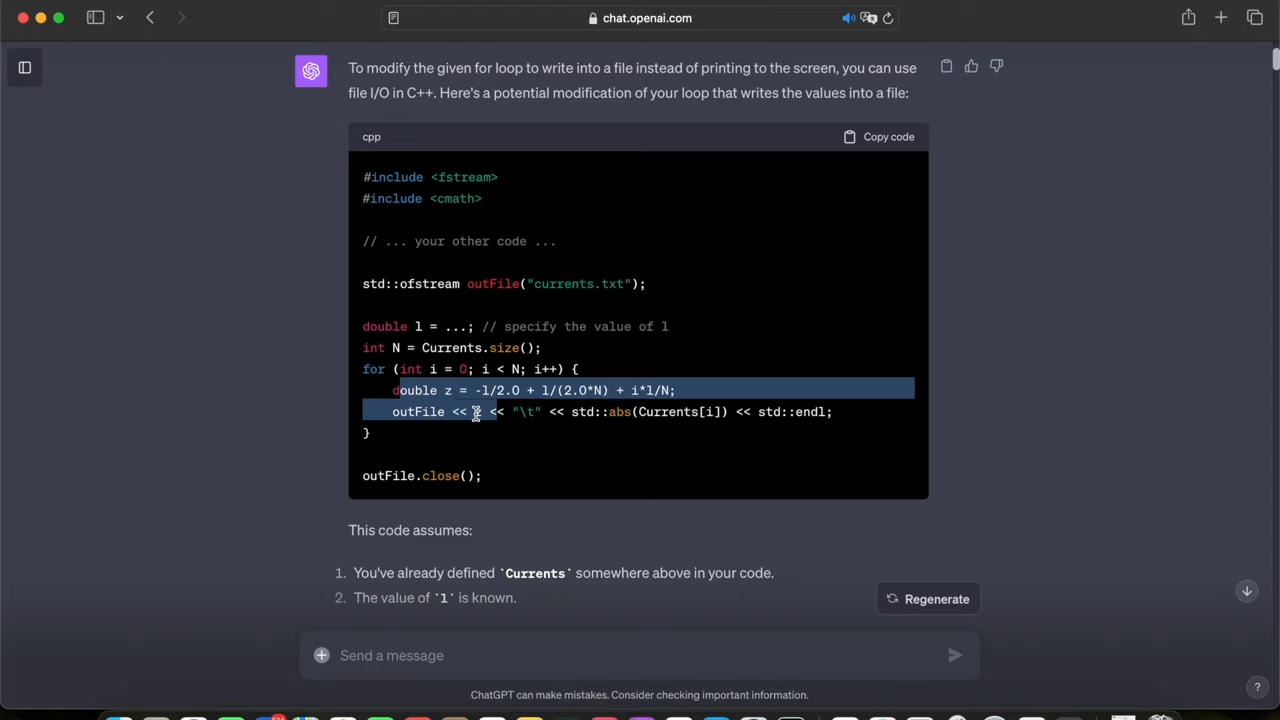 chat.openai.com
To modify the given for loop to write into a file instead of printing to the screen, you can use
file I/O in C++. Here's a potential modification of your loop that writes the values into a file:
cpp
Copy code
#include <fstream>
#include <cmath>
// ... your other code ...
std::ofstream outFile("currents.txt");
double l = ...; // specify the value of l
int N = Currents.size();
for (int i = 0; i < N; i++) {
double z = -l/2.0 + l/(2.0*N) + i*l/N;
outFile << z << "\t" << std::abs(Currents[i]) << std::endl;
}
outFile.close();
This code assumes:
1. You've already defined `Currents` somewhere above in your code.
2. The value of `l` is known.
Regenerate
Send a message
ChatGPT can make mistakes. Consider checking important information.
?